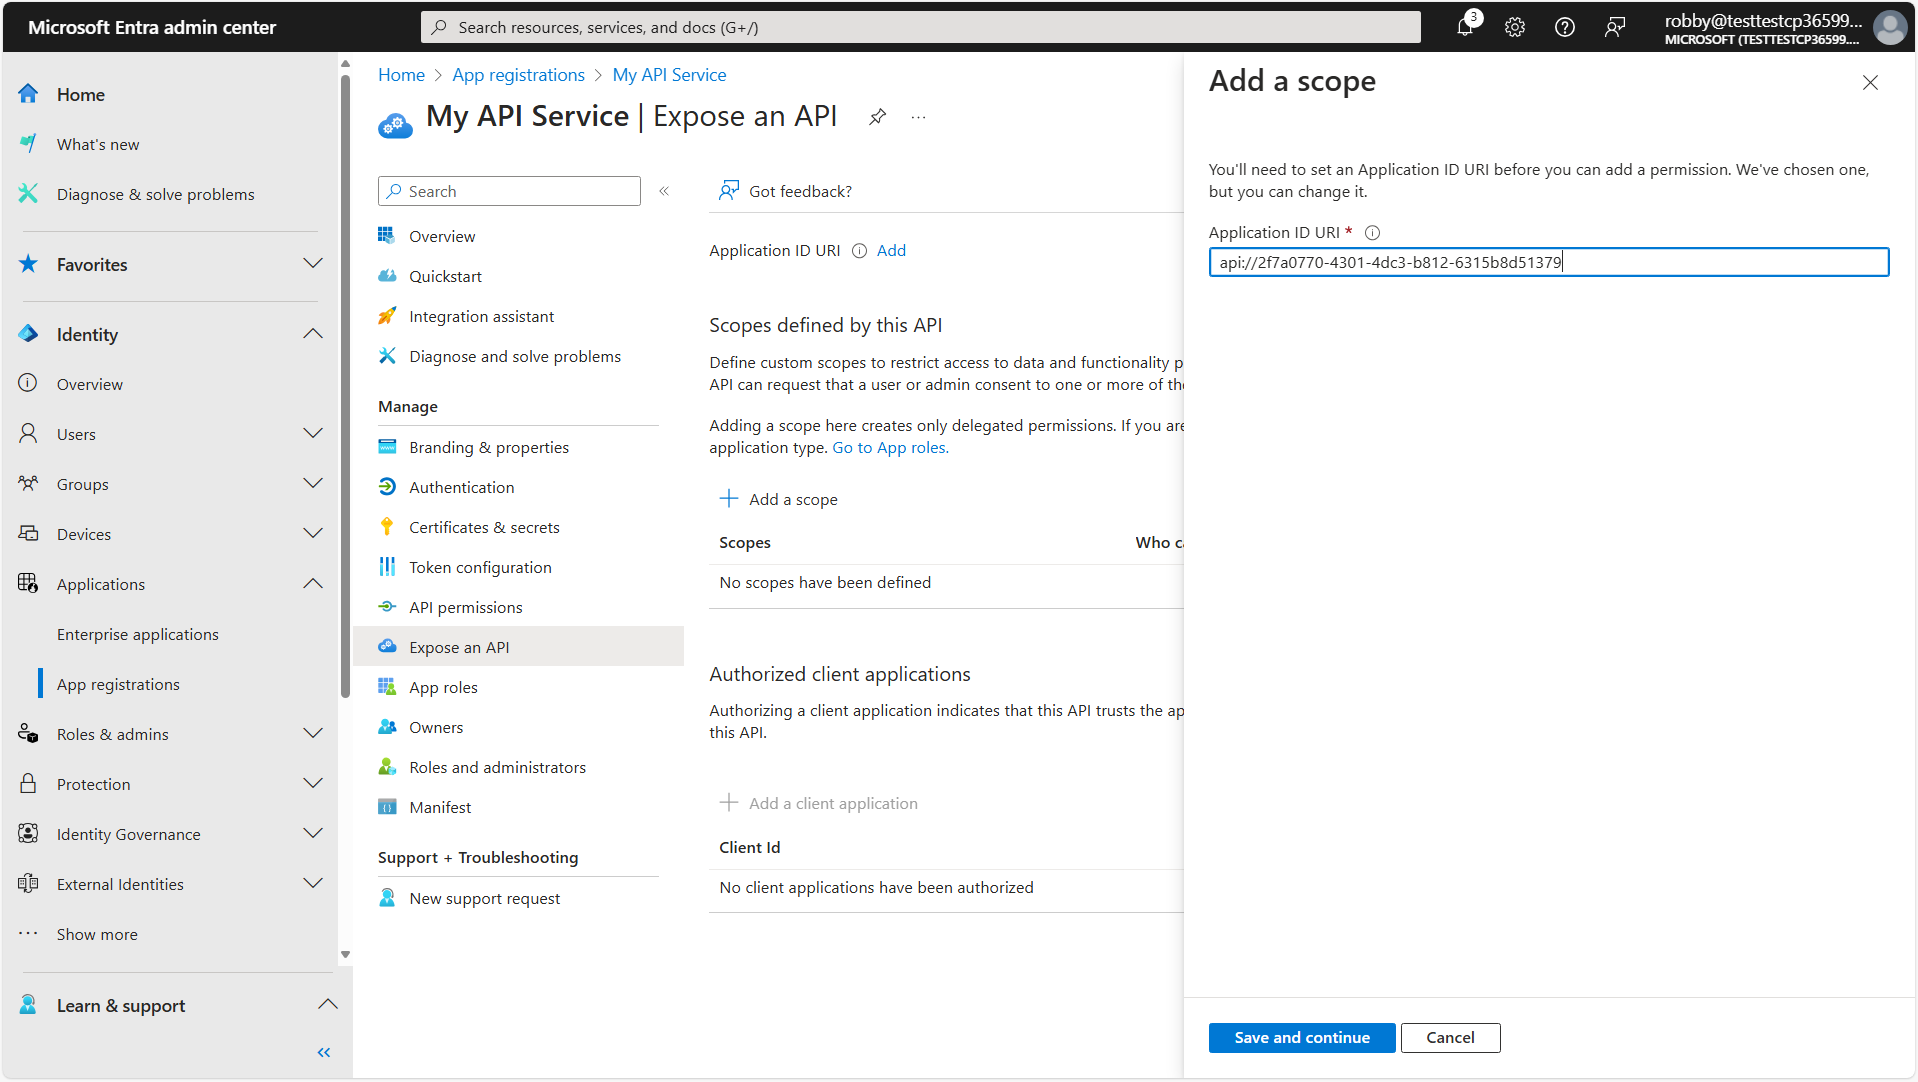 Microsoft Entra admin center
Search resources, services, and docs (G+/)
3
robby@testtestcp36599...
MICROSOFT (TESTTESTCP36599....
Home
What's new
Diagnose & solve problems
Favorites
Identity
Overview
Users
Groups
Devices
Applications
Enterprise applications
App registrations
Roles & admins
Protection
Identity Governance
External Identities
Show more
Learn & support
Home > App registrations > My API Service
My API Service | Expose an API
Search
Overview
Quickstart
Integration assistant
Diagnose and solve problems
Manage
Branding & properties
Authentication
Certificates & secrets
Token configuration
API permissions
Expose an API
App roles
Owners
Roles and administrators
Manifest
Support + Troubleshooting
New support request
Got feedback?
Application ID URI Add
Scopes defined by this API
Define custom scopes to restrict access to data and functionality p
API can request that a user or admin consent to one or more of the
Adding a scope here creates only delegated permissions. If you are
application type. Go to App roles.
Add a scope
Scopes Who ca
No scopes have been defined
Authorized client applications
Authorizing a client application indicates that this API trusts the ap
this API.
Add a client application
Client Id
No client applications have been authorized
Add a scope
You'll need to set an Application ID URI before you can add a permission. We've chosen one,
but you can change it.
Application ID URI *
api://2f7a0770-4301-4dc3-b812-6315b8d51379
Save and continue
Cancel